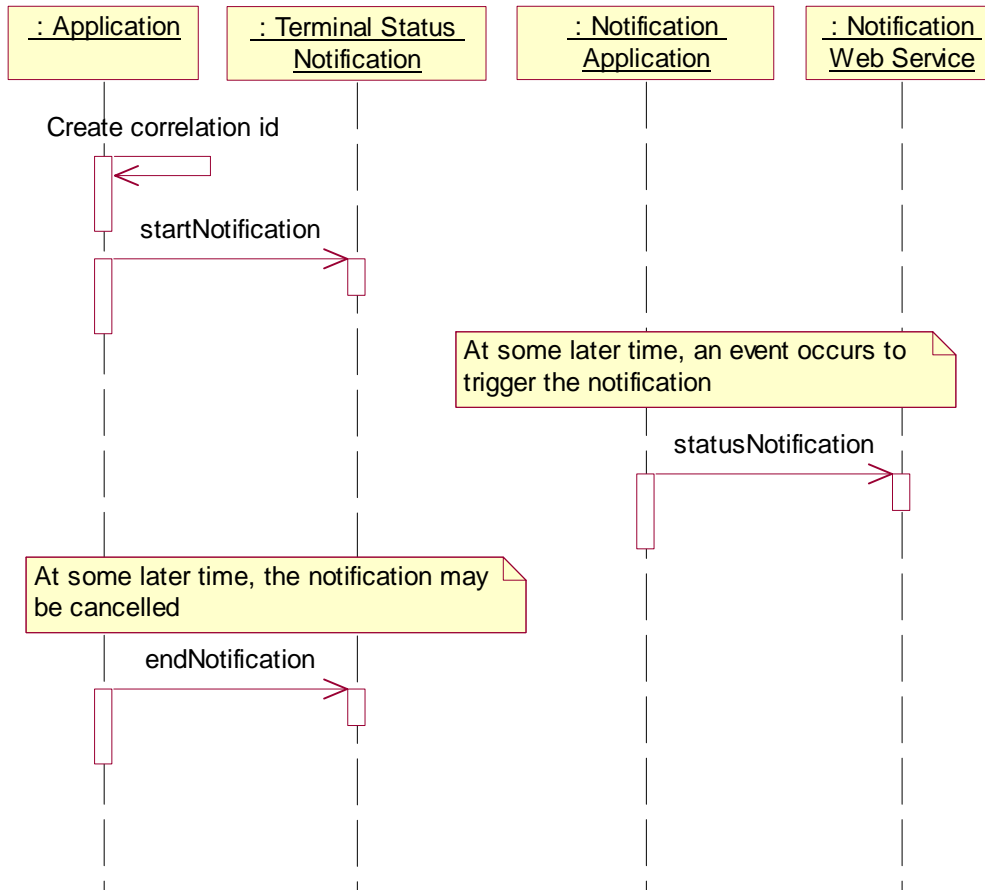 : Application
: Terminal Status
Notification
: Notification
Application
: Notification
Web Service
Create correlation id
startNotification
At some later time, an event occurs to
trigger the notification
statusNotification
At some later time, the notification may
be cancelled
endNotification